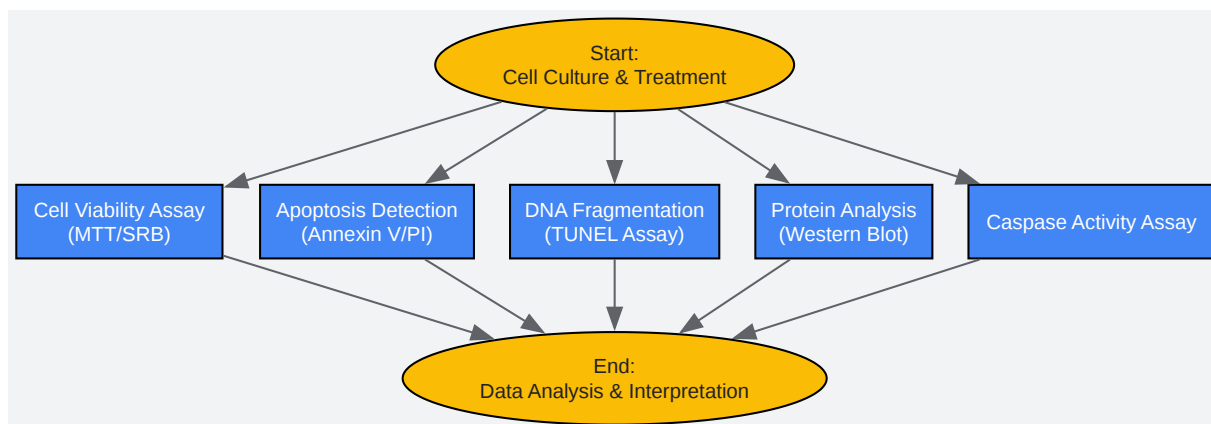 Start:
Cell Culture & Treatment
Cell Viability Assay
(MTT/SRB)
Apoptosis Detection
(Annexin V/PI)
DNA Fragmentation
(TUNEL Assay)
Protein Analysis
(Western Blot)
Caspase Activity Assay
End:
Data Analysis & Interpretation